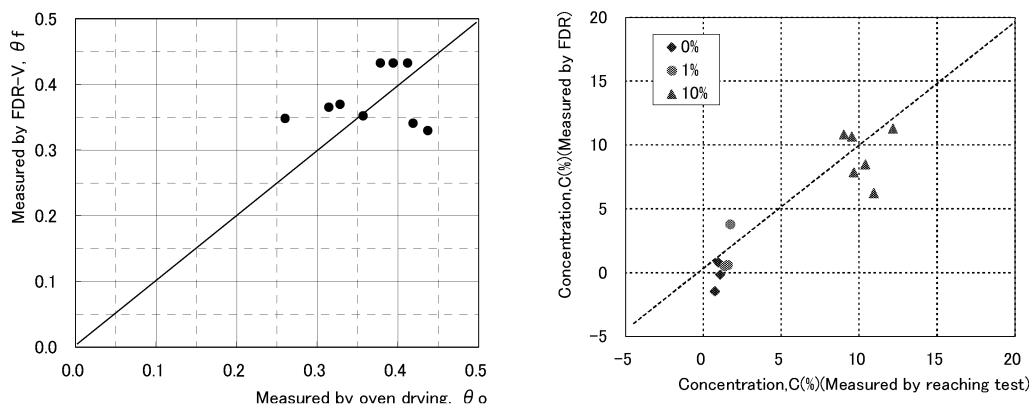 Measured by FDR-V, θf
0.5
0.4
0.3
0.2
0.1
0.0
0.0 0.1 0.2 0.3 0.4 0.5
Measured by oven drying, θo
Concentration,C(%)(Measured by FDR)
20
15
10
5
0
-5
0%
1%
10%
-5 0 5 10 15 20
Concentration,C(%)(Measured by reaching test)